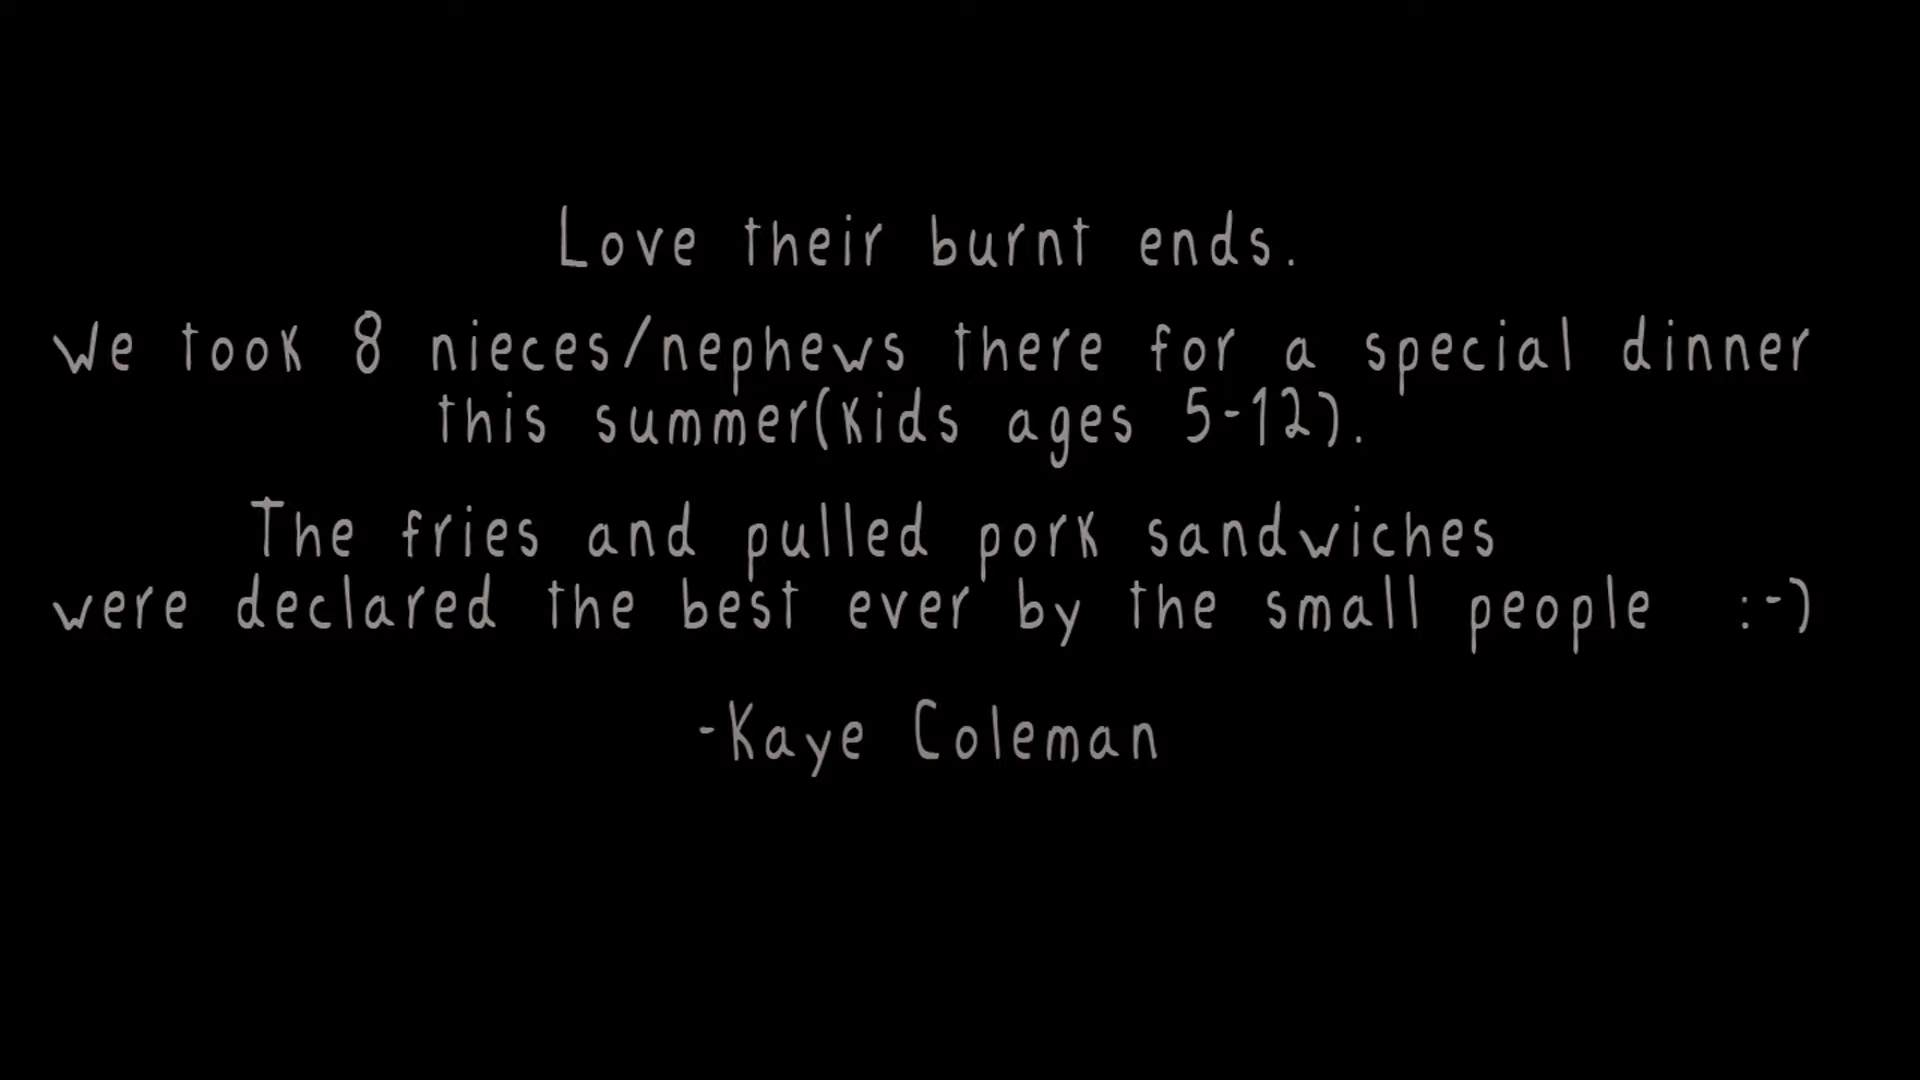 Love their burnt ends.
We took 8 nieces/nephews there for a special dinner
this summer(kids ages 5-12).
The fries and pulled pork sandwiches
were declared the best ever by the small people :-)
-Kaye Coleman